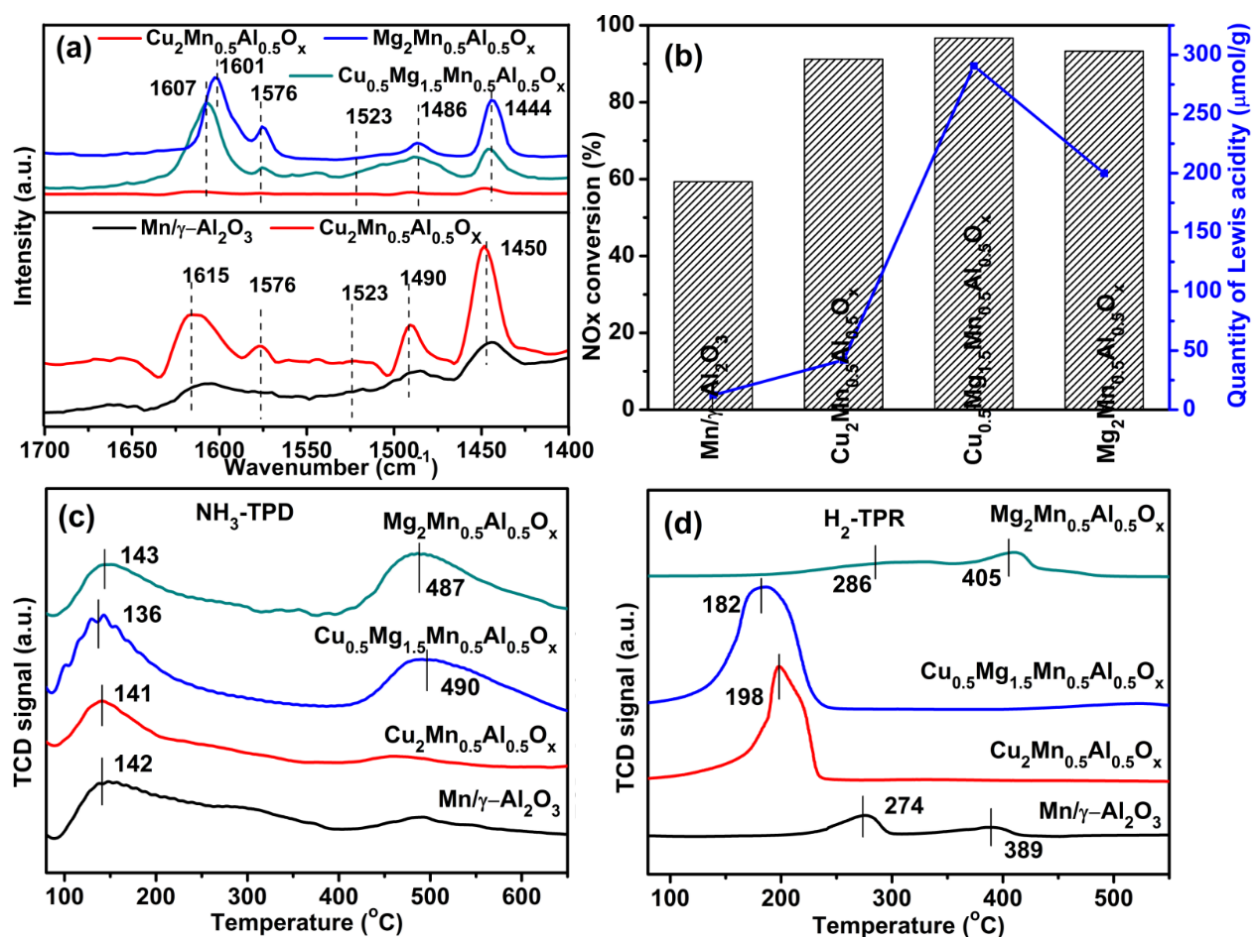 (a)
Cu2Mn0.5Al0.5Ox
Mg2Mn0.5Al0.5Ox
Cu0.5Mg1.5Mn0.5Al0.5Ox
1607
1601
1576
1523
1486
1444
Mn/γ−Al2O3
Cu2Mn0.5Al0.5Ox
1615
1576
1523
1490
1450
Intensity (a.u.)
1700
1650
1600
1550
1500
1450
1400
Wavenumber (cm-1)
(b)
NOx conversion (%)
100
80
60
40
20
0
Mn/γ-Al2O3
Cu2Mn0.5Al0.5Ox
Cu0.5Mg1.5Mn0.5Al0.5Ox
Mg2Mn0.5Al0.5Ox
300
250
200
150
100
50
0
Quantity of Lewis acidity (μmol/g)
(c)
NH3-TPD
Mg2Mn0.5Al0.5Ox
143
487
136
Cu0.5Mg1.5Mn0.5Al0.5Ox
490
141
Cu2Mn0.5Al0.5Ox
142
Mn/γ−Al2O3
TCD signal (a.u.)
100
200
300
400
500
600
Temperature (oC)
(d)
H2-TPR
Mg2Mn0.5Al0.5Ox
286
405
182
Cu0.5Mg1.5Mn0.5Al0.5Ox
198
Cu2Mn0.5Al0.5Ox
274
Mn/γ−Al2O3
389
TCD signal (a.u.)
100
200
300
400
500
Temperature (oC)